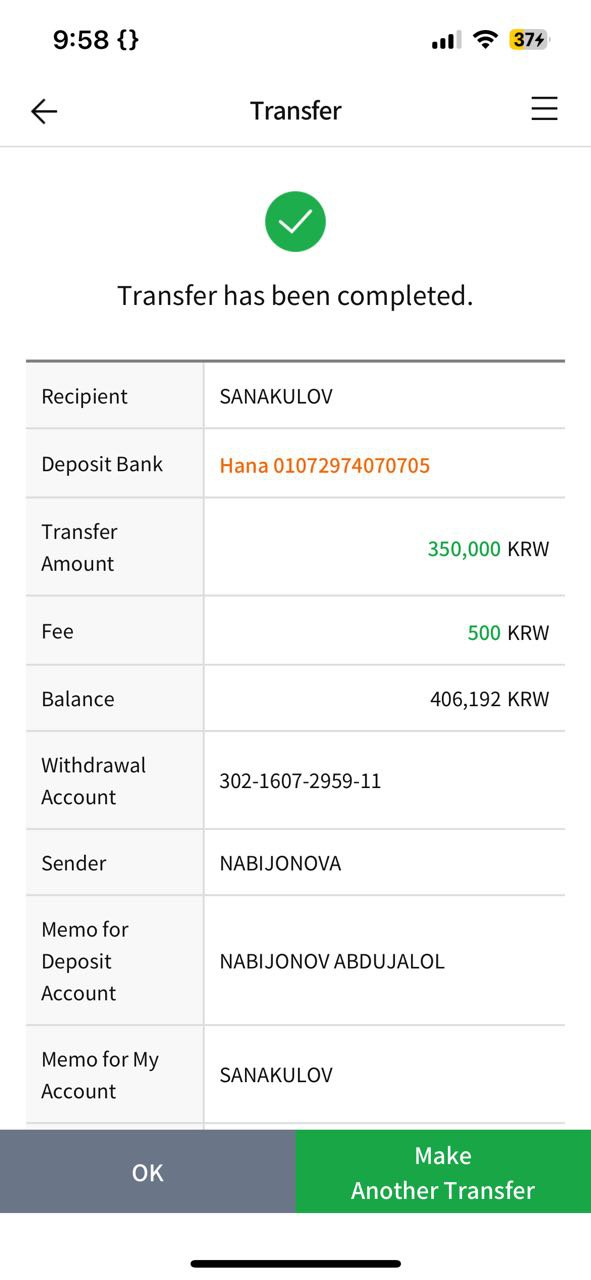 9:58 {}
37
Transfer
Transfer has been completed.
Recipient SANAKULOV
Deposit Bank Hana 01072974070705
Transfer
Amount
350,000 KRW
Fee 500 KRW
Balance 406,192 KRW
Withdrawal
Account
302-1607-2959-11
Sender NABIJONOVA
Memo for
Deposit
Account
NABIJONOV ABDUJALOL
Memo for My
Account
SANAKULOV
OK
Make
Another Transfer